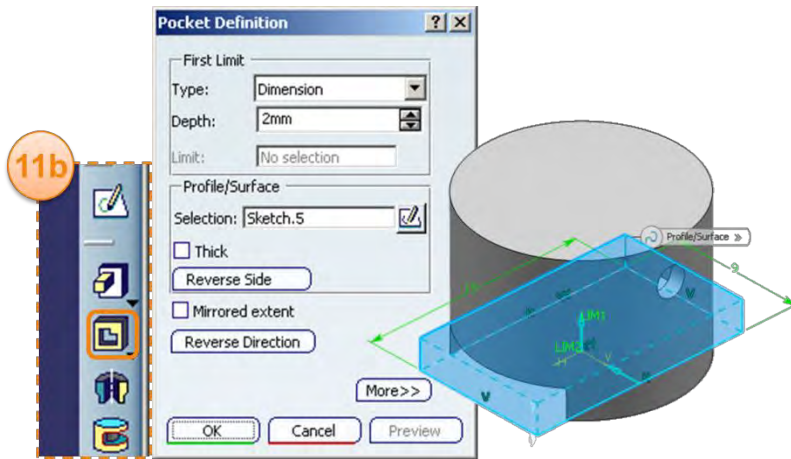 Pocket Definition
? X
First Limit
Type: Dimension
Depth: 2mm
Limit: No selection
Profile/Surface
Selection: Sketch.5
Thick
Reverse Side
Mirrored extent
Reverse Direction
More>>
OK Cancel Preview
11b
Profile/Surface »
9
LIM1
LIM2
H
V
V
V